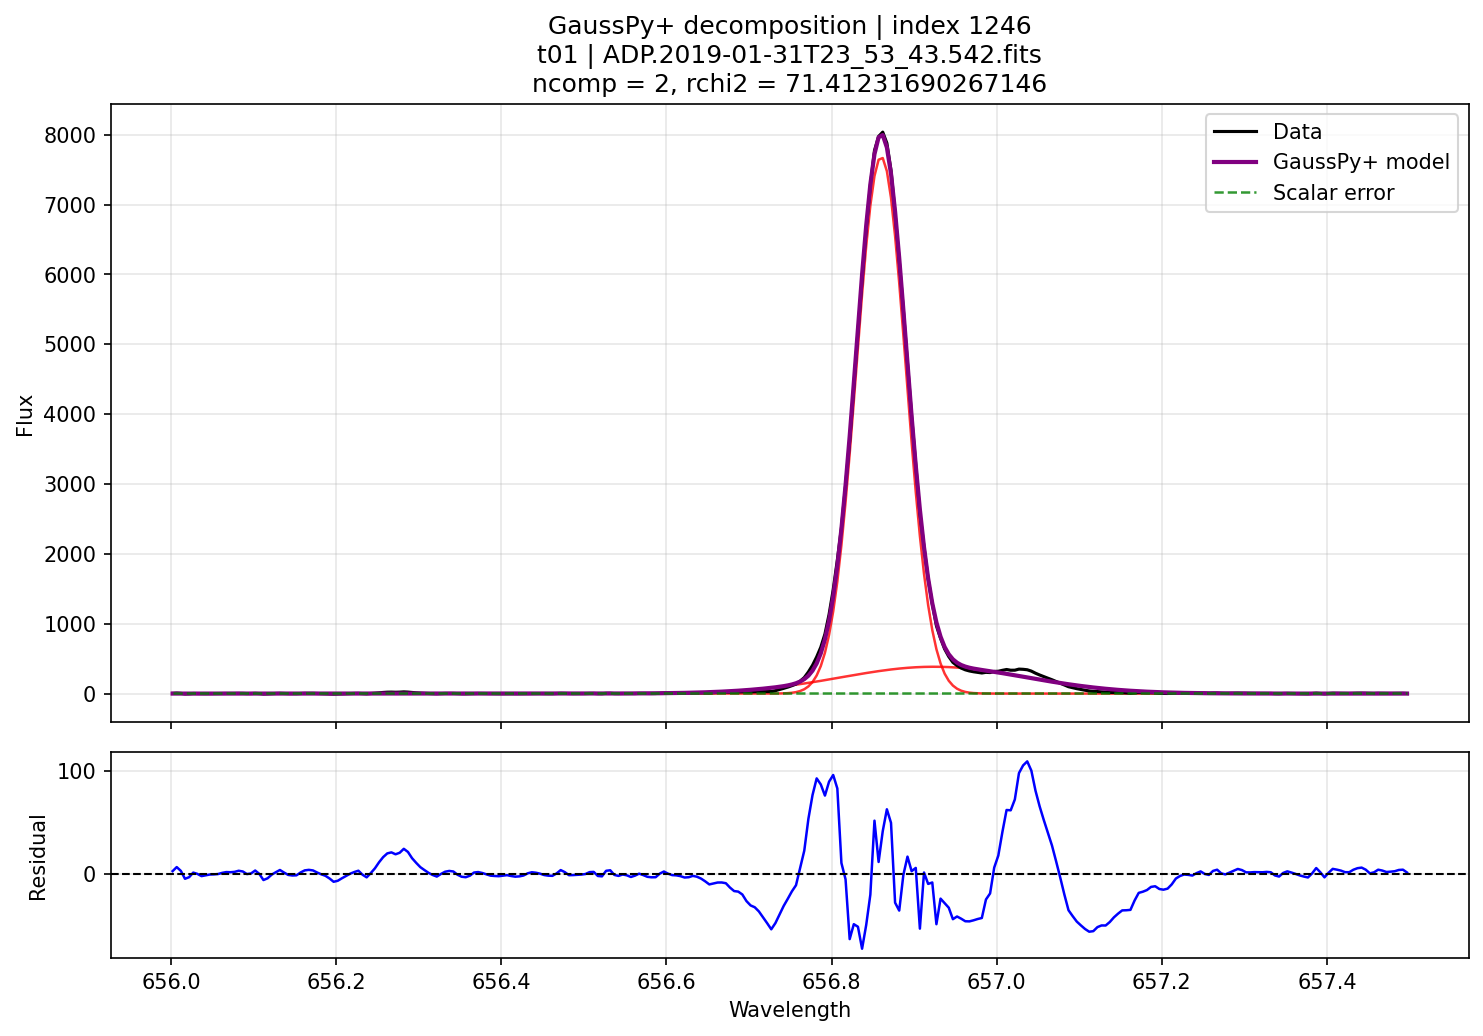 GaussPy+ decomposition | index 1246
t01 | ADP.2019-01-31T23_53_43.542.fits
ncomp = 2, rchi2 = 71.41231690267146
Data
GaussPy+ model
Scalar error
8000
7000
6000
5000
4000
3000
2000
1000
0
Flux
100
0
Residual
656.0 656.2 656.4 656.6 656.8 657.0 657.2 657.4
Wavelength